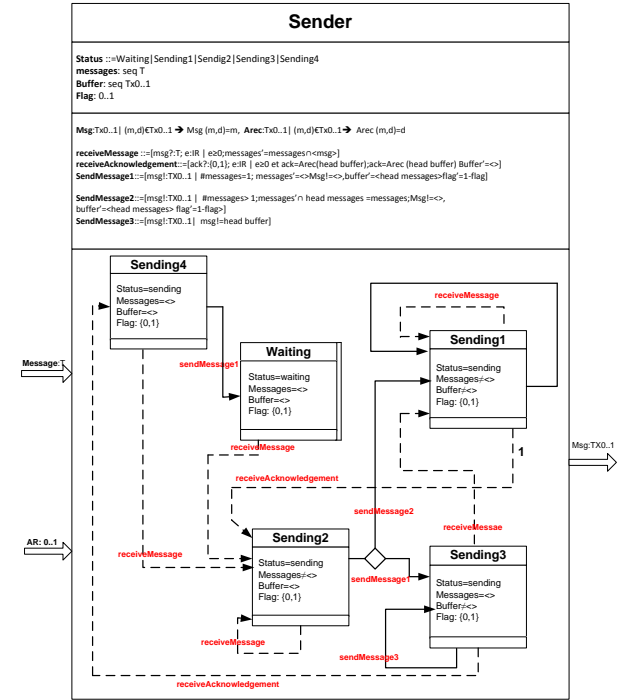 Sender
Status ::=Waiting|Sending1|Sendig2|Sending3|Sending4
messages: seq T
Buffer: seq Tx0..1
Flag: 0..1
Msg:Tx0..1| (m,d)€Tx0..1 ➔ Msg (m,d)=m, Arec:Tx0..1| (m,d)€Tx0..1➔ Arec (m,d)=d
receiveMessage ::=[msg?:T; e:IR | e≥0;messages'=messages∩<msg>]
receiveAcknowledgement::=[ack?:{0,1}; e:IR | e≥0 et ack=Arec(head buffer);ack=Arec (head buffer) Buffer'=<>]
SendMessage1::=[msg!:TX0..1 | #messages=1; messages'=<>Msg!=<>,buffer'=<head messages>flag'=1-flag]
SendMessage2::=[msg!:TX0..1 | #messages> 1;messages'∩ head messages =messages;Msg!=<>,
buffer'=<head messages> flag'=1-flag>]
SendMessage3::=[msg!:TX0..1| msg!=head buffer]
Sending4
Status=sending
Messages=<>
Buffer=<>
Flag: {0,1}
receiveMessage
Sending1
Status=sending
Messages≠<>
Buffer≠<>
Flag: {0,1}
Waiting
Status=waiting
Messages=<>
Buffer=<>
Flag: {0,1}
Message:T
sendMessage1
receiveMessage
1
Msg:TX0..1
receiveAcknowledgement
sendMessage2
receiveMessae
AR: 0..1
receiveMessage
Sending2
Status=sending
Messages≠<>
Buffer=<>
Flag: {0,1}
sendMessage1
Sending3
Status=sending
Messages=<>
Buffer≠<>
Flag: {0,1}
receiveMessage
sendMessage3
receiveAcknowledgement